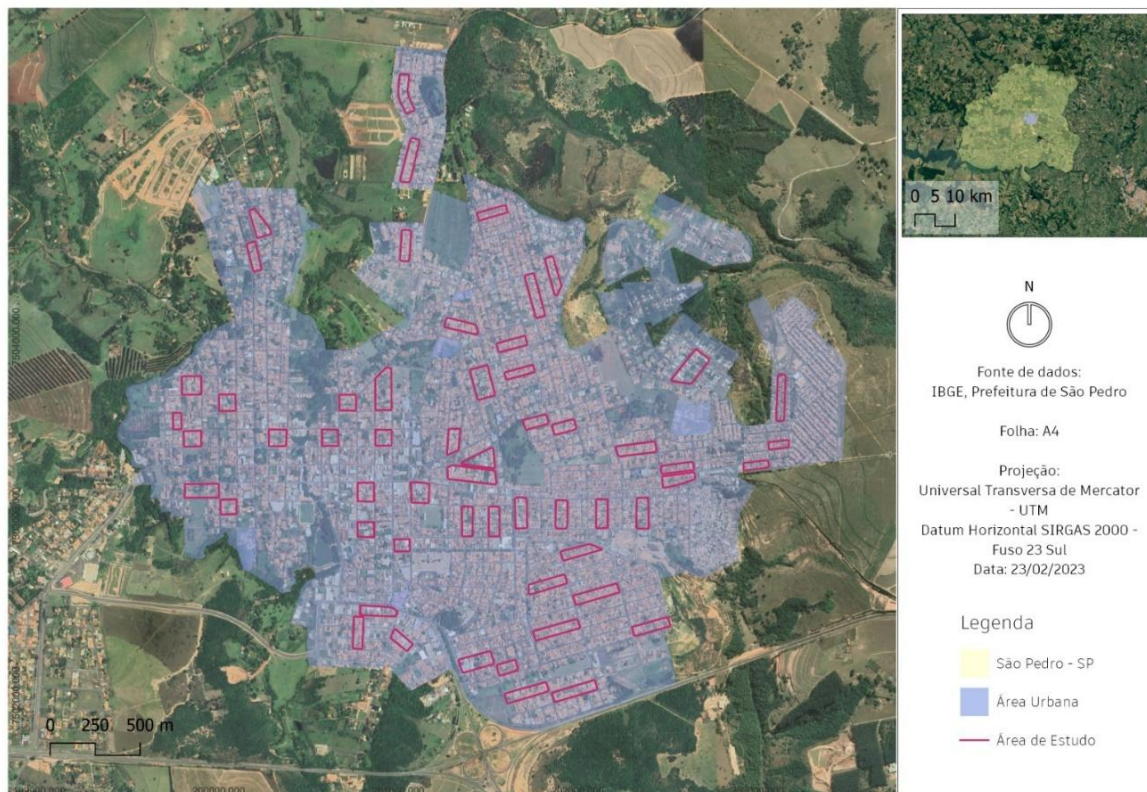 0 5 10 km
N
Fonte de dados:
IBGE, Prefeitura de São Pedro
Folha: A4
Projeção:
Universal Transversa de Mercator
- UTM
Datum Horizontal SIRGAS 2000 -
Fuso 23 Sul
Data: 23/02/2023
Legenda
São Pedro - SP
Área Urbana
Área de Estudo
0 250 500 m